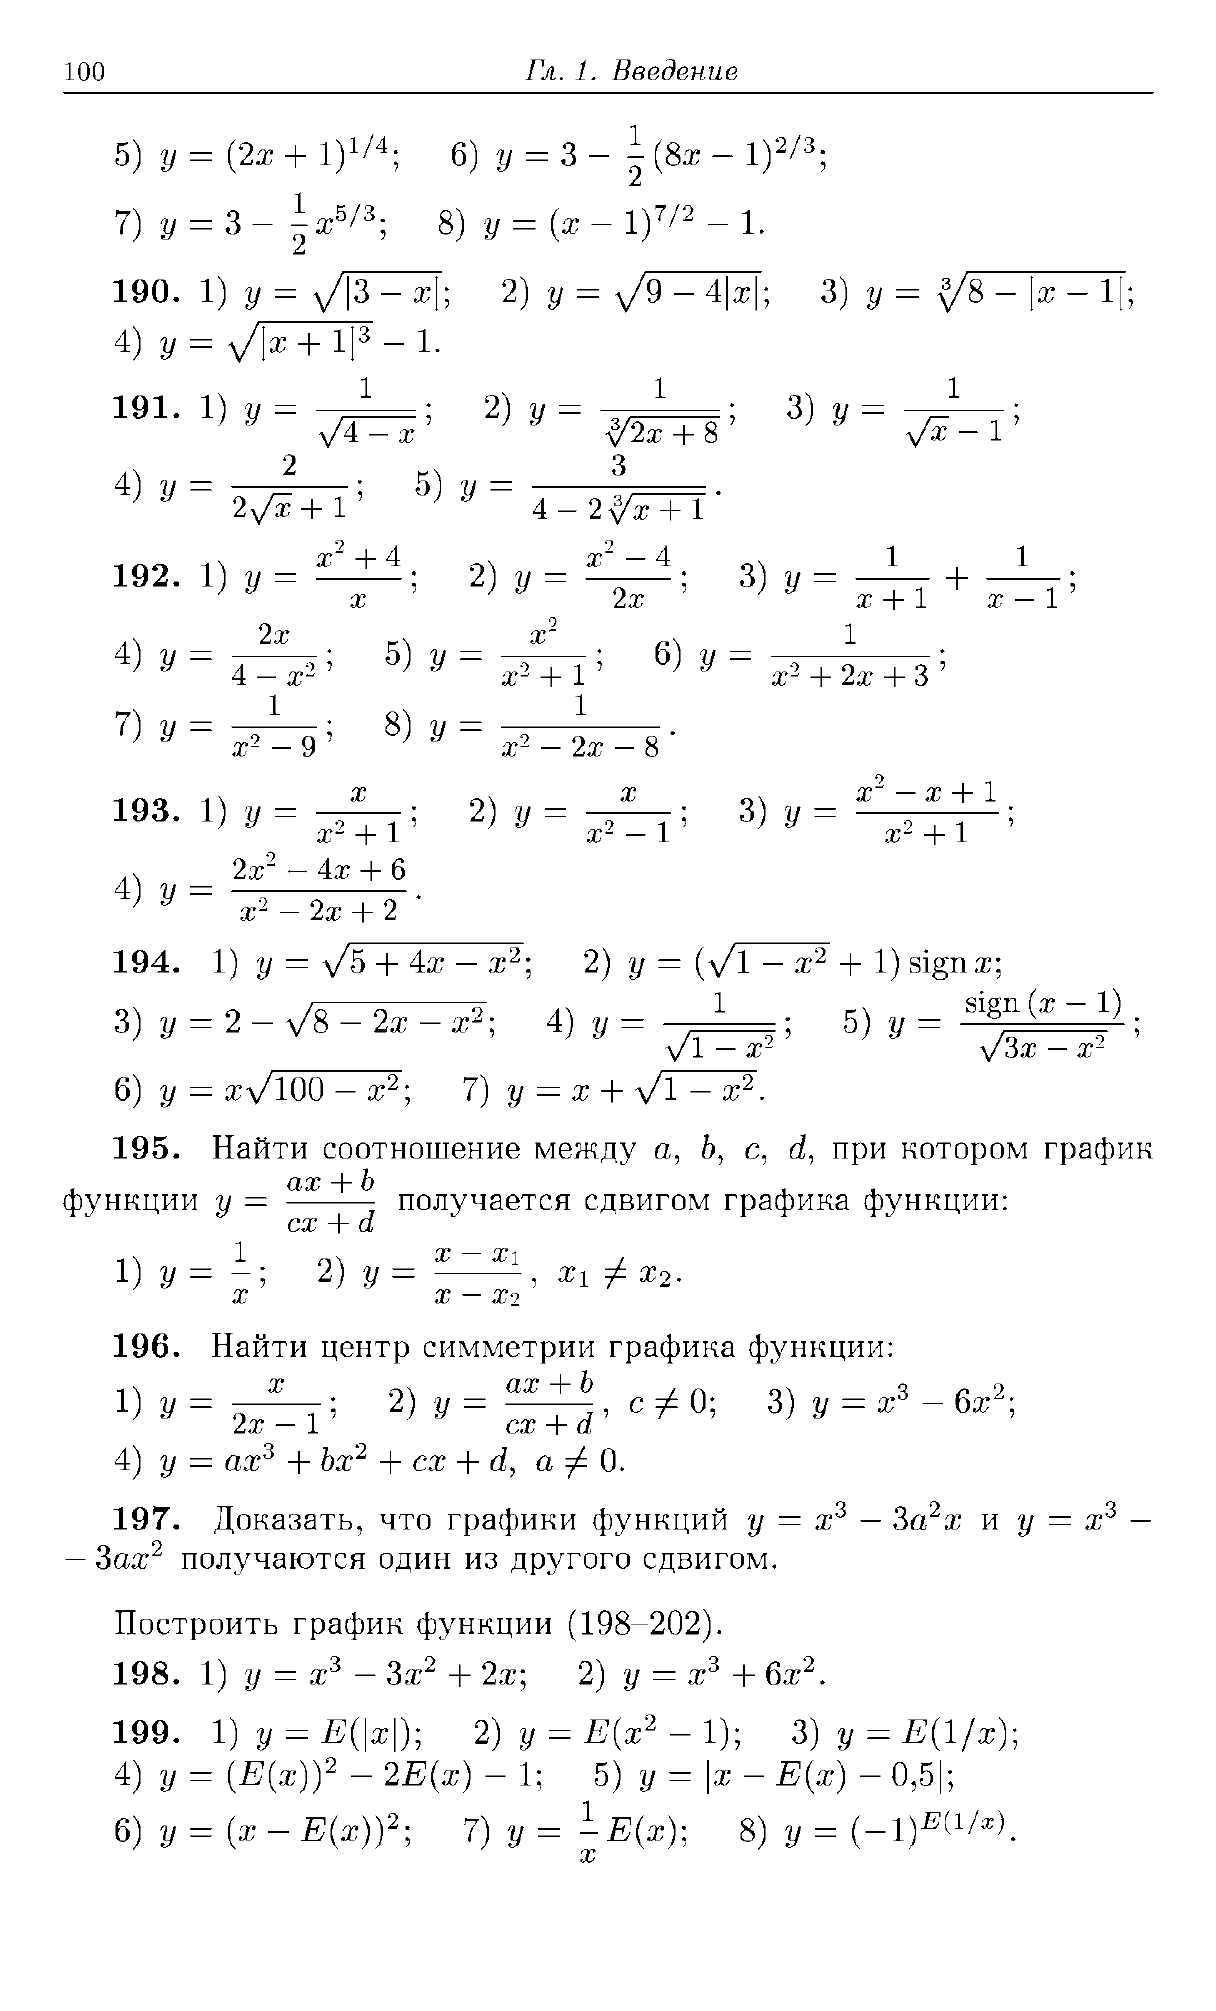 100 Гл. 1. Введение
5) y = (2x + 1)^{1/4}; 6) y = 3 − \frac{1}{2}(8x − 1)^{2/3};
7) y = 3 − \frac{1}{2}x^{5/3}; 8) y = (x − 1)^{7/2} − 1.
190. 1) y = \sqrt{|3 − x|}; 2) y = \sqrt{9 − 4|x|}; 3) y = \sqrt[3]{8 − |x − 1|};
4) y = \sqrt{|x + 1|^3} − 1.
191. 1) y = \frac{1}{\sqrt{4 − x}}; 2) y = \frac{1}{\sqrt[3]{2x + 8}}; 3) y = \frac{1}{\sqrt{x} − 1};
4) y = \frac{2}{2\sqrt{x} + 1}; 5) y = \frac{3}{4 − 2\sqrt[3]{x + 1}}.
192. 1) y = \frac{x^2 + 4}{x}; 2) y = \frac{x^2 − 4}{2x}; 3) y = \frac{1}{x + 1} + \frac{1}{x − 1};
4) y = \frac{2x}{4 − x^2}; 5) y = \frac{x^2}{x^2 + 1}; 6) y = \frac{1}{x^2 + 2x + 3};
7) y = \frac{1}{x^2 − 9}; 8) y = \frac{1}{x^2 − 2x − 8}.
193. 1) y = \frac{x}{x^2 + 1}; 2) y = \frac{x}{x^2 − 1}; 3) y = \frac{x^2 − x + 1}{x^2 + 1};
4) y = \frac{2x^2 − 4x + 6}{x^2 − 2x + 2}.
194. 1) y = \sqrt{5 + 4x − x^2}; 2) y = (\sqrt{1 − x^2} + 1) sign x;
3) y = 2 − \sqrt{8 − 2x − x^2}; 4) y = \frac{1}{\sqrt{1 − x^2}}; 5) y = \frac{sign (x − 1)}{\sqrt{3x − x^2}};
6) y = x\sqrt{100 − x^2}; 7) y = x + \sqrt{1 − x^2}.
195. Найти соотношение между a, b, c, d, при котором график
функции y = \frac{ax + b}{cx + d} получается сдвигом графика функции:
1) y = \frac{1}{x}; 2) y = \frac{x − x_1}{x − x_2}, x_1 ≠ x_2.
196. Найти центр симметрии графика функции:
1) y = \frac{x}{2x − 1}; 2) y = \frac{ax + b}{cx + d}, c ≠ 0; 3) y = x^3 − 6x^2;
4) y = ax^3 + bx^2 + cx + d, a ≠ 0.
197. Доказать, что графики функций y = x^3 − 3a^2x и y = x^3 −
− 3ax^2 получаются один из другого сдвигом.
Построить график функции (198–202).
198. 1) y = x^3 − 3x^2 + 2x; 2) y = x^3 + 6x^2.
199. 1) y = E(|x|); 2) y = E(x^2 − 1); 3) y = E(1/x);
4) y = (E(x))^2 − 2E(x) − 1; 5) y = |x − E(x) − 0,5|;
6) y = (x − E(x))^2; 7) y = \frac{1}{x}E(x); 8) y = (−1)^{E(1/x)}.